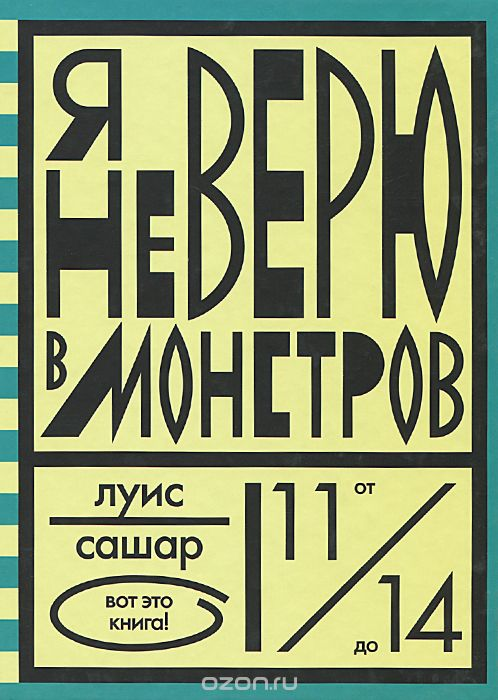 Я
НЕ ВЕРЮ
В МОНСТРОВ
ЛУИС
САШАР
ВОТ ЭТО
КНИГА!
ОТ
11
14
ДО
ozon.ru